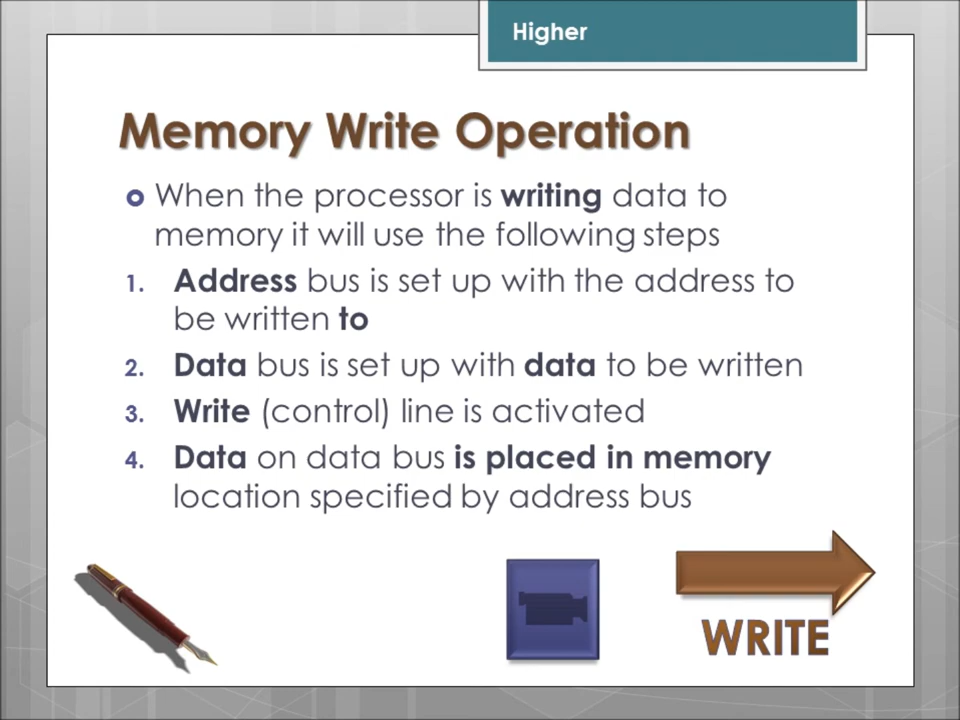 Higher
Memory Write Operation
When the processor is writing data to
memory it will use the following steps
1. Address bus is set up with the address to
be written to
2. Data bus is set up with data to be written
3. Write (control) line is activated
4. Data on data bus is placed in memory
location specified by address bus
WRITE